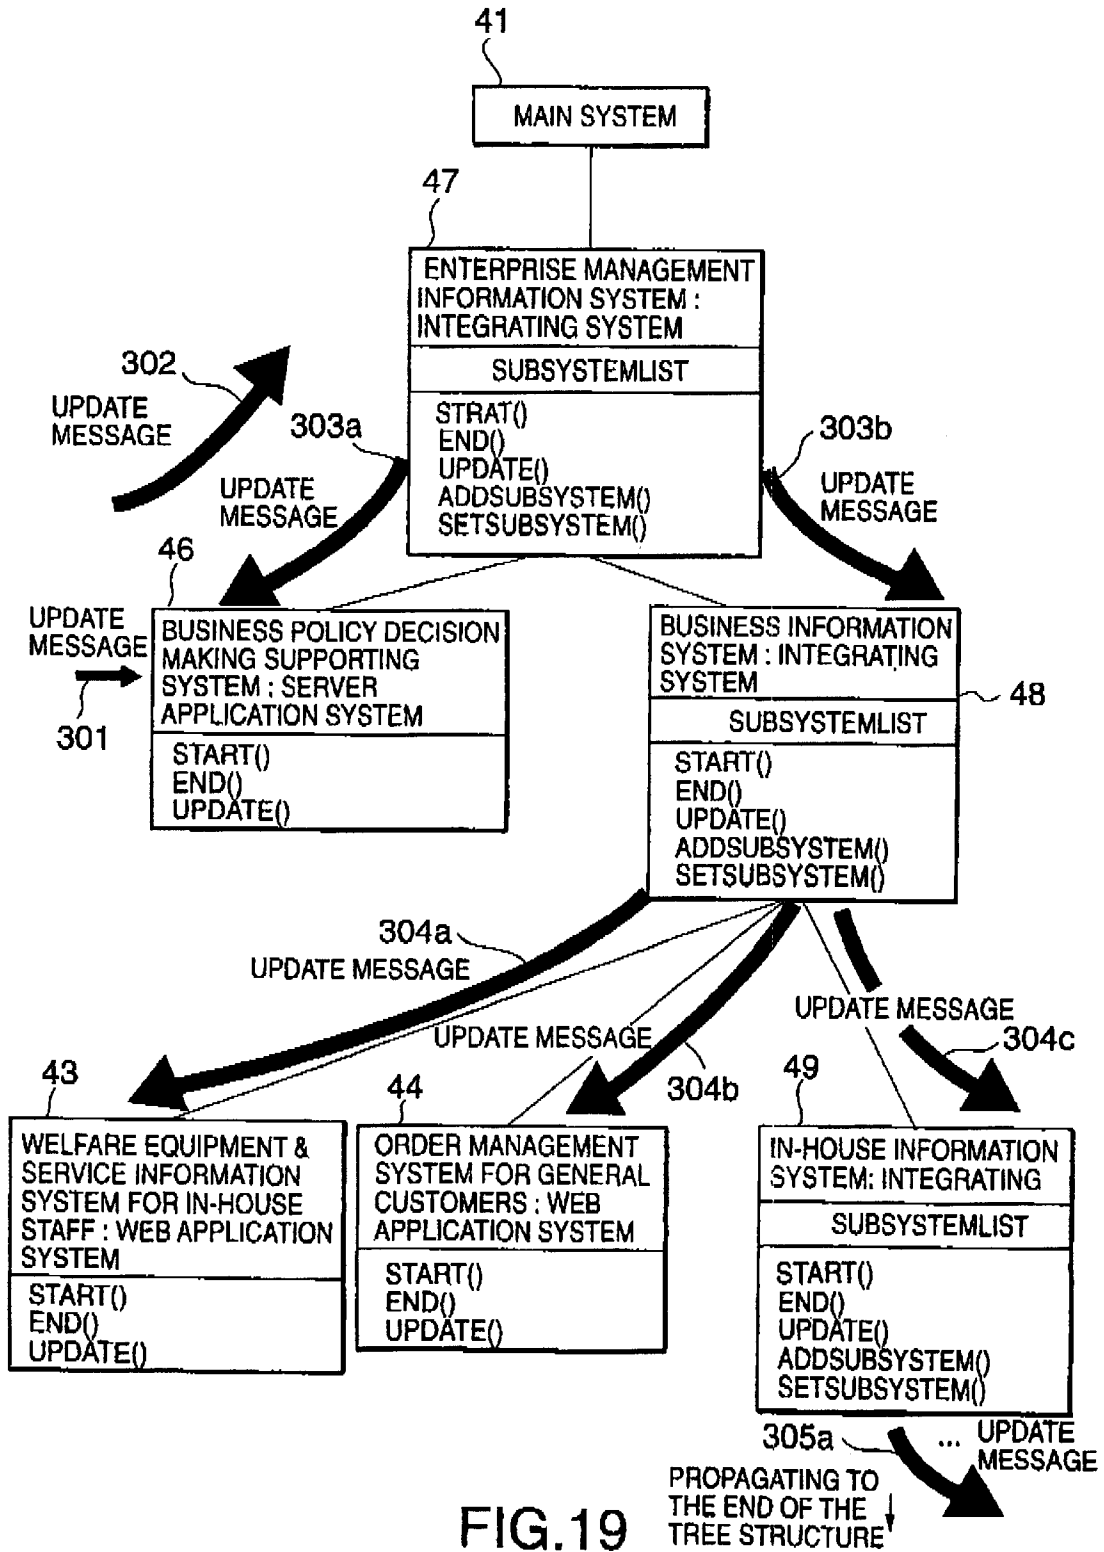 41
MAIN SYSTEM
47
ENTERPRISE MANAGEMENT
INFORMATION SYSTEM :
INTEGRATING SYSTEM
SUBSYSTEMLIST
STRAT()
END()
UPDATE()
ADDSUBSYSTEM()
SETSUBSYSTEM()
302
UPDATE
MESSAGE
303a
UPDATE
MESSAGE
303b
UPDATE
MESSAGE
46
UPDATE
MESSAGE
301
BUSINESS POLICY DECISION
MAKING SUPPORTING
SYSTEM : SERVER
APPLICATION SYSTEM
START()
END()
UPDATE()
BUSINESS INFORMATION
SYSTEM : INTEGRATING
SYSTEM
48
SUBSYSTEMLIST
START()
END()
UPDATE()
ADDSUBSYSTEM()
SETSUBSYSTEM()
304a
UPDATE MESSAGE
UPDATE MESSAGE
304b
UPDATE MESSAGE
304c
43
WELFARE EQUIPMENT &
SERVICE INFORMATION
SYSTEM FOR IN-HOUSE
STAFF : WEB APPLICATION
SYSTEM
START()
END()
UPDATE()
44
ORDER MANAGEMENT
SYSTEM FOR GENERAL
CUSTOMERS : WEB
APPLICATION SYSTEM
START()
END()
UPDATE()
49
IN-HOUSE INFORMATION
SYSTEM: INTEGRATING
SUBSYSTEMLIST
START()
END()
UPDATE()
ADDSUBSYSTEM()
SETSUBSYSTEM()
305a
... UPDATE
MESSAGE
PROPAGATING TO
THE END OF THE
TREE STRUCTURE
FIG.19